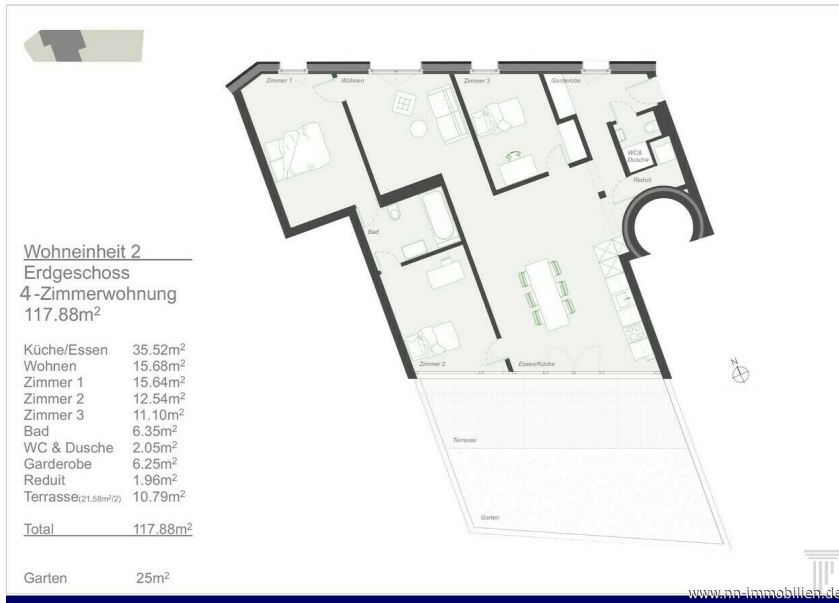 Zimmer 1
Wohnen
Zimmer 3
Garderobe
WC&
Dusche
Reduit
Bad
Wohneinheit 2
Erdgeschoss
4-Zimmerwohnung
117.88m²
Küche/Essen 35.52m²
Wohnen 15.68m²
Zimmer 1 15.64m²
Zimmer 2 12.54m²
Zimmer 3 11.10m²
Bad 6.35m²
WC & Dusche 2.05m²
Garderobe 6.25m²
Reduit 1.96m²
Terrasse(21,58m²/2) 10.79m²
Total 117.88m²
Garten 25m²
Zimmer 2
Essen/Küche
N
Terrasse
Garten
www.nn-immobilien.de